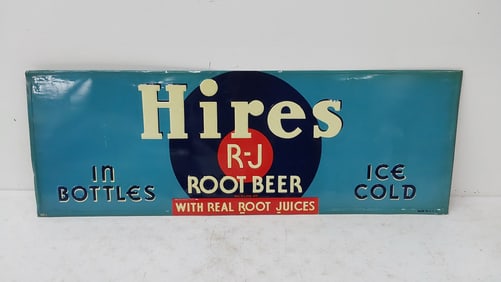 Hires
R-J
ROOT BEER
WITH REAL ROOT JUICES
IN
BOTTLES
ICE
COLD